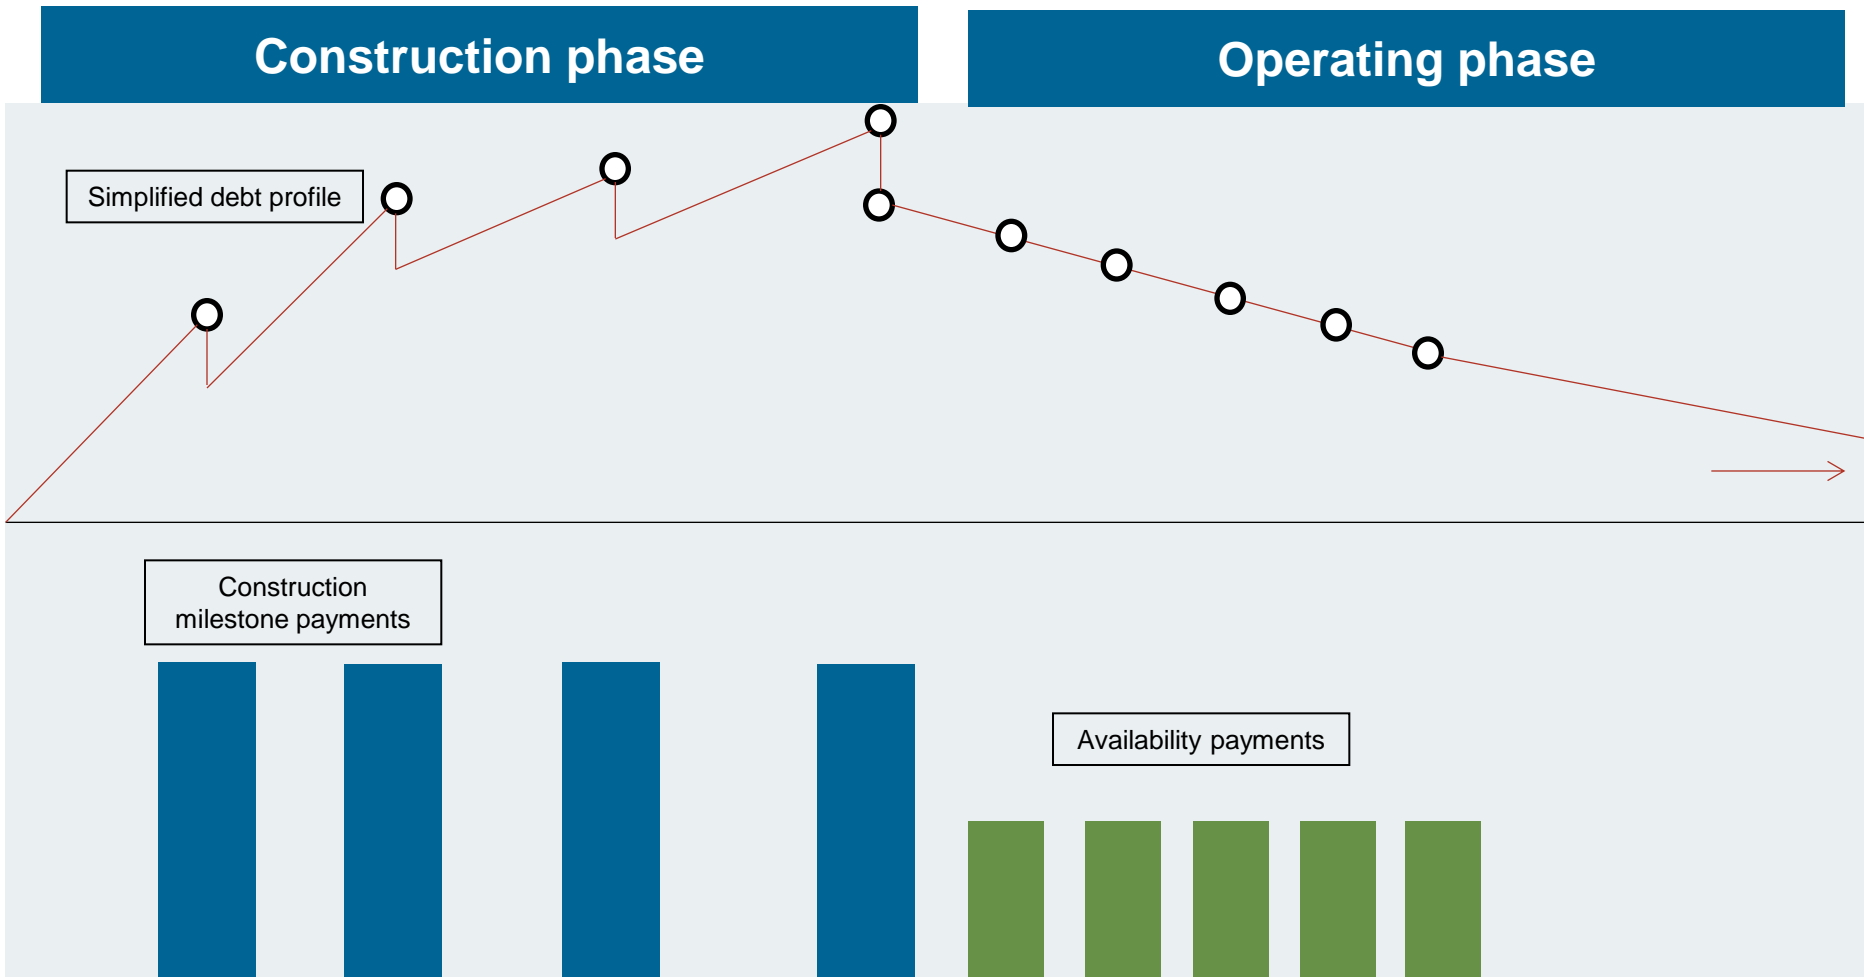 Construction phase
Operating phase
Simplified debt profile
Construction
milestone payments
Availability payments